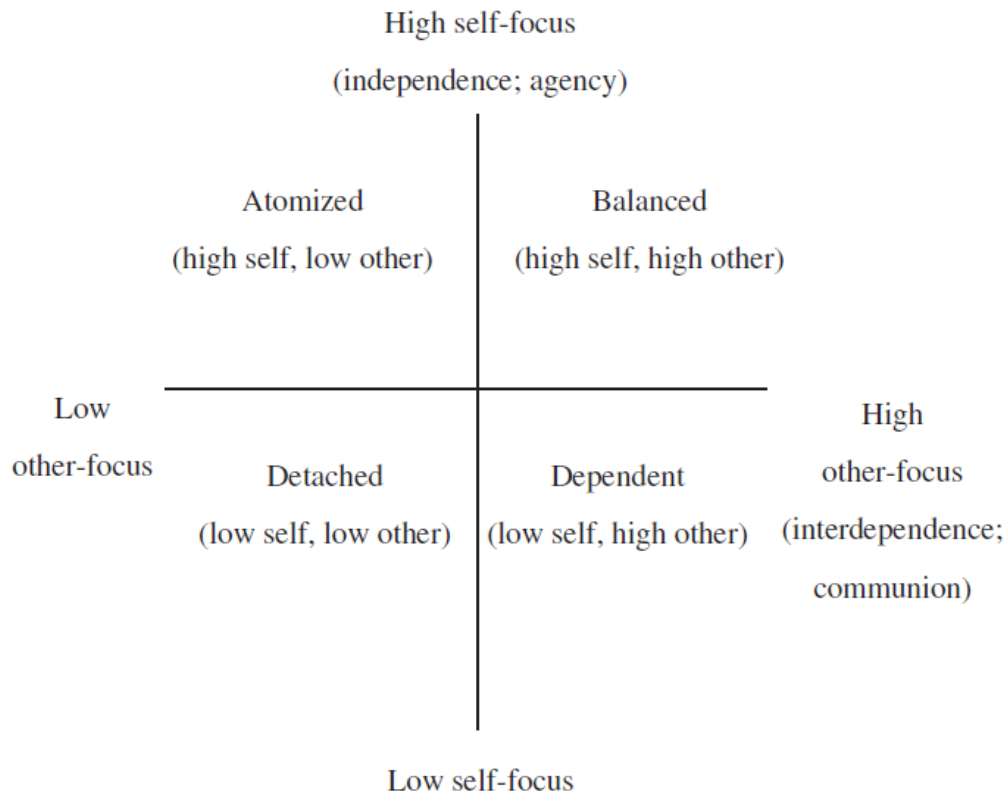 High self-focus
(independence; agency)
Atomized
(high self, low other)
Balanced
(high self, high other)
Low
other-focus
High
other-focus
(interdependence;
communion)
Detached
(low self, low other)
Dependent
(low self, high other)
Low self-focus